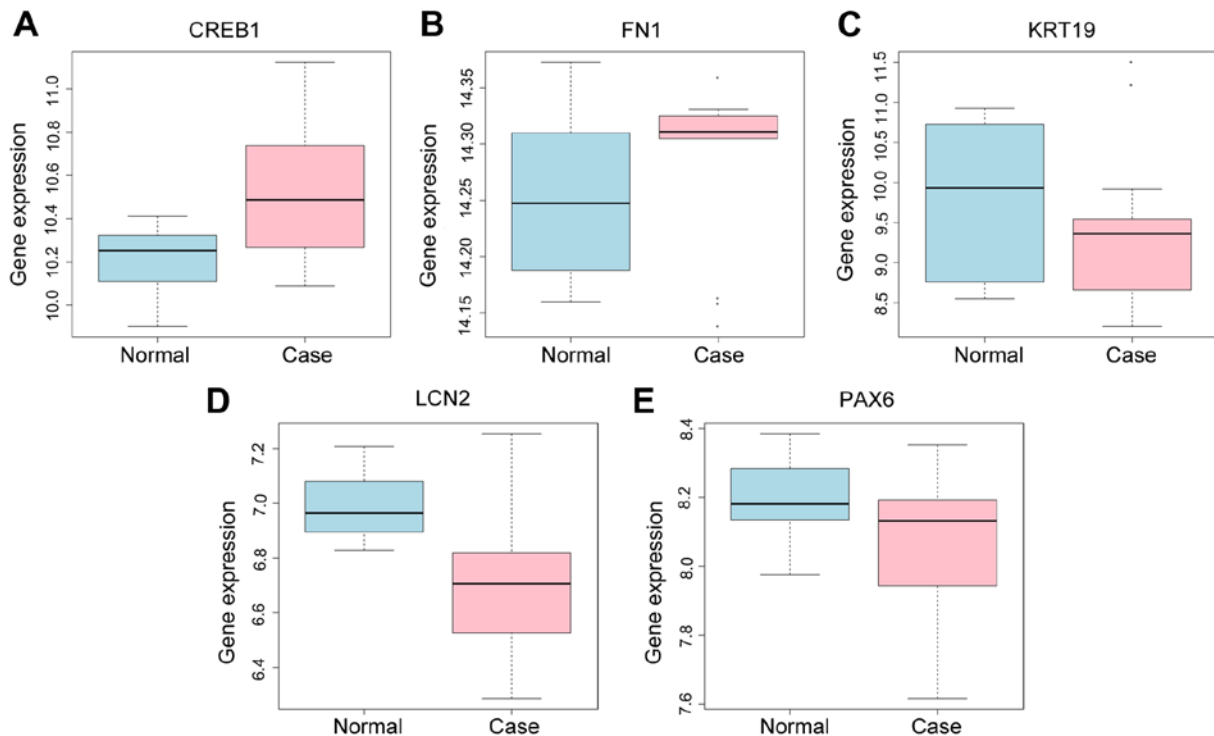 A
CREB1
Gene expression
11.0
10.8
10.6
10.4
10.2
10.0
Normal
Case
B
FN1
Gene expression
14.35
14.30
14.25
14.20
14.15
Normal
Case
C
KRT19
Gene expression
11.5
11.0
10.5
10.0
9.5
9.0
8.5
Normal
Case
D
LCN2
Gene expression
7.2
7.0
6.8
6.6
6.4
Normal
Case
E
PAX6
Gene expression
8.4
8.2
8.0
7.8
7.6
Normal
Case